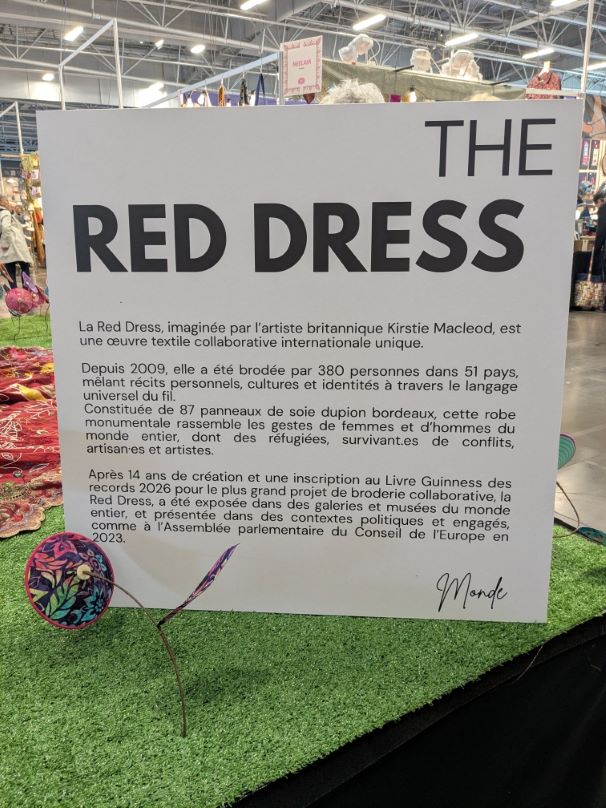 THE
RED DRESS
La Red Dress, imaginée par l'artiste britannique Kirstie Macleod, est
une œuvre textile collaborative internationale unique.
Depuis 2009, elle a été brodée par 380 personnes dans 51 pays,
mêlant récits personnels, cultures et identités à travers le langage
universel du fil.
Constituée de 87 panneaux de soie dupion bordeaux, cette robe
monumentale rassemble les gestes de femmes et d'hommes du
monde entier, dont des réfugiées, survivant.es de conflits,
artisan·es et artistes.
Après 14 ans de création et une inscription au Livre Guinness des
records 2026 pour le plus grand projet de broderie collaborative, la
Red Dress, a été exposée dans des galeries et musées du monde
entier, et présentée dans des contextes politiques et engagés,
comme à l'Assemblée parlementaire du Conseil de l'Europe en
2023.
Monde